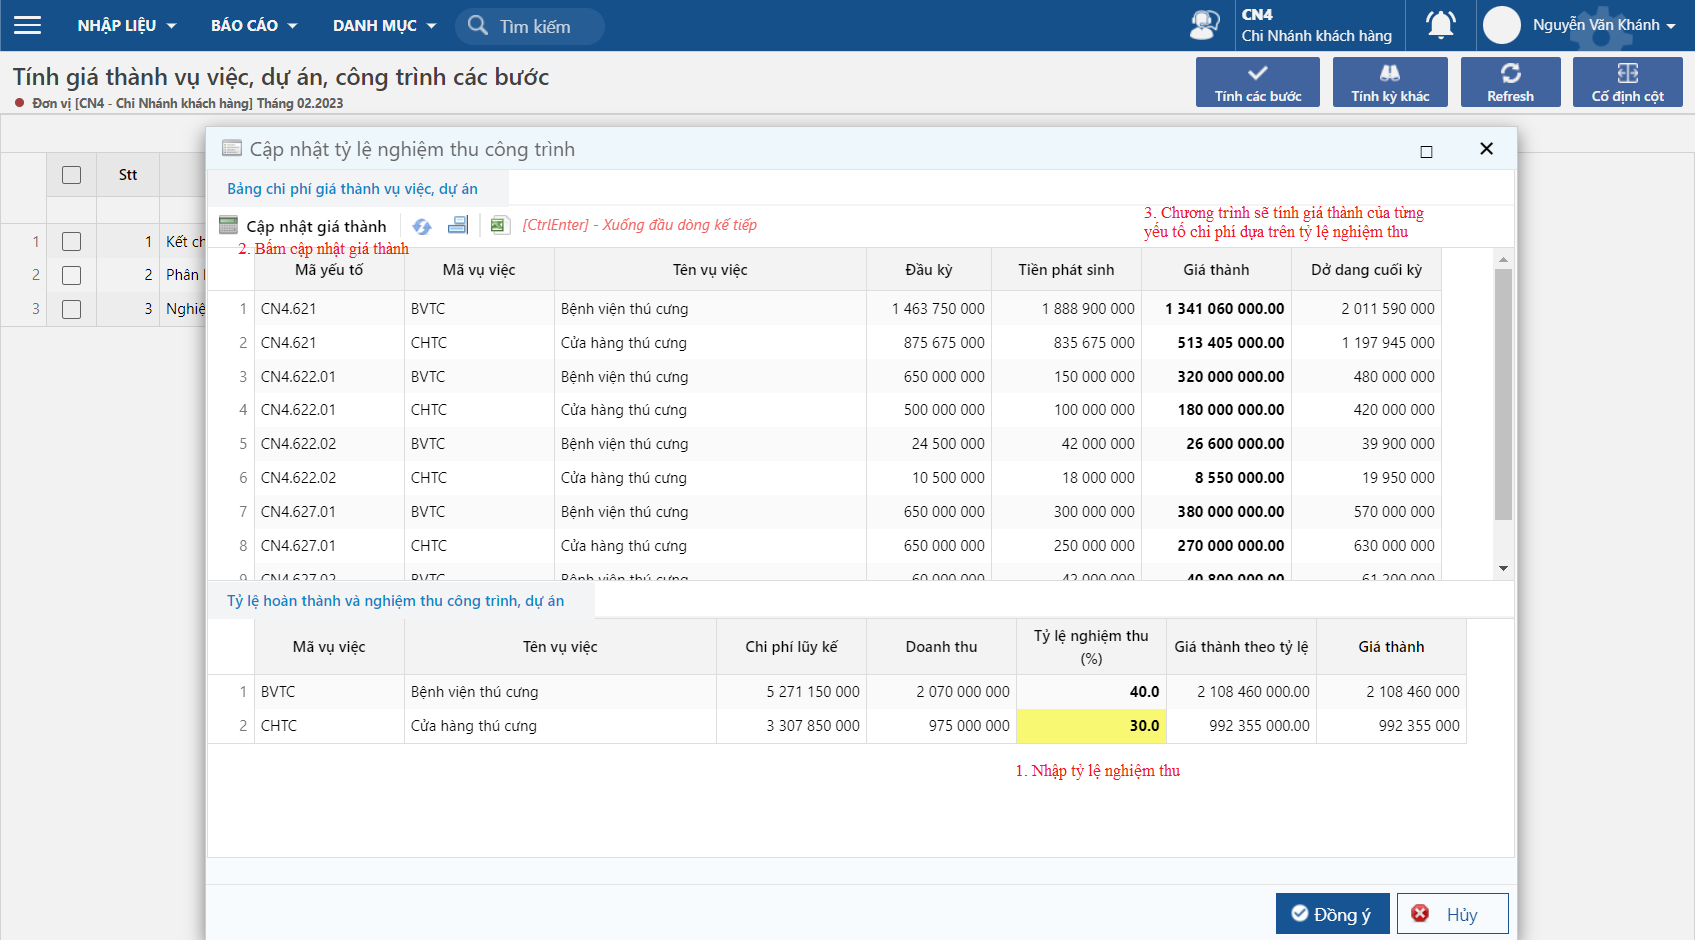 NHẬP LIỆU
BÁO CÁO
DANH MỤC
Tìm kiếm
CN4
Chi Nhánh khách hàng
Nguyễn Văn Khánh
Tính giá thành vụ việc, dự án, công trình các bước
Đơn vị [CN4 - Chi Nhánh khách hàng] Tháng 02.2023
Tính các bước
Tính kỳ khác
Refresh
Cố định cột
Stt
1 1 Kết ch
2 2 Phân
3 3 Nghiệ
Cập nhật tỷ lệ nghiệm thu công trình
Bảng chi phí giá thành vụ việc, dự án
Cập nhật giá thành
[CtrlEnter] - Xuống đầu dòng kế tiếp
3. Chương trình sẽ tính giá thành của từng
yếu tố chi phí dựa trên tỷ lệ nghiệm thu
2. Bấm cập nhật giá thành
Mã yếu tố Mã vụ việc Tên vụ việc Đầu kỳ Tiền phát sinh Giá thành Dở dang cuối kỳ
1 CN4.621 BVTC Bệnh viện thú cưng 1 463 750 000 1 888 900 000 1 341 060 000.00 2 011 590 000
2 CN4.621 CHTC Cửa hàng thú cưng 875 675 000 835 675 000 513 405 000.00 1 197 945 000
3 CN4.622.01 BVTC Bệnh viện thú cưng 650 000 000 150 000 000 320 000 000.00 480 000 000
4 CN4.622.01 CHTC Cửa hàng thú cưng 500 000 000 100 000 000 180 000 000.00 420 000 000
5 CN4.622.02 BVTC Bệnh viện thú cưng 24 500 000 42 000 000 26 600 000.00 39 900 000
6 CN4.622.02 CHTC Cửa hàng thú cưng 10 500 000 18 000 000 8 550 000.00 19 950 000
7 CN4.627.01 BVTC Bệnh viện thú cưng 650 000 000 300 000 000 380 000 000.00 570 000 000
8 CN4.627.01 CHTC Cửa hàng thú cưng 650 000 000 250 000 000 270 000 000.00 630 000 000
9 CN4.627.02 BVTC Bệnh viện thú cưng 60 000 000 42 000 000 40 800 000.00 61 200 000
Tỷ lệ hoàn thành và nghiệm thu công trình, dự án
Mã vụ việc Tên vụ việc Chi phí lũy kế Doanh thu Tỷ lệ nghiệm thu (%) Giá thành theo tỷ lệ Giá thành
1 BVTC Bệnh viện thú cưng 5 271 150 000 2 070 000 000 40.0 2 108 460 000.00 2 108 460 000
2 CHTC Cửa hàng thú cưng 3 307 850 000 975 000 000 30.0 992 355 000.00 992 355 000
1. Nhập tỷ lệ nghiệm thu
Đồng ý
Hủy